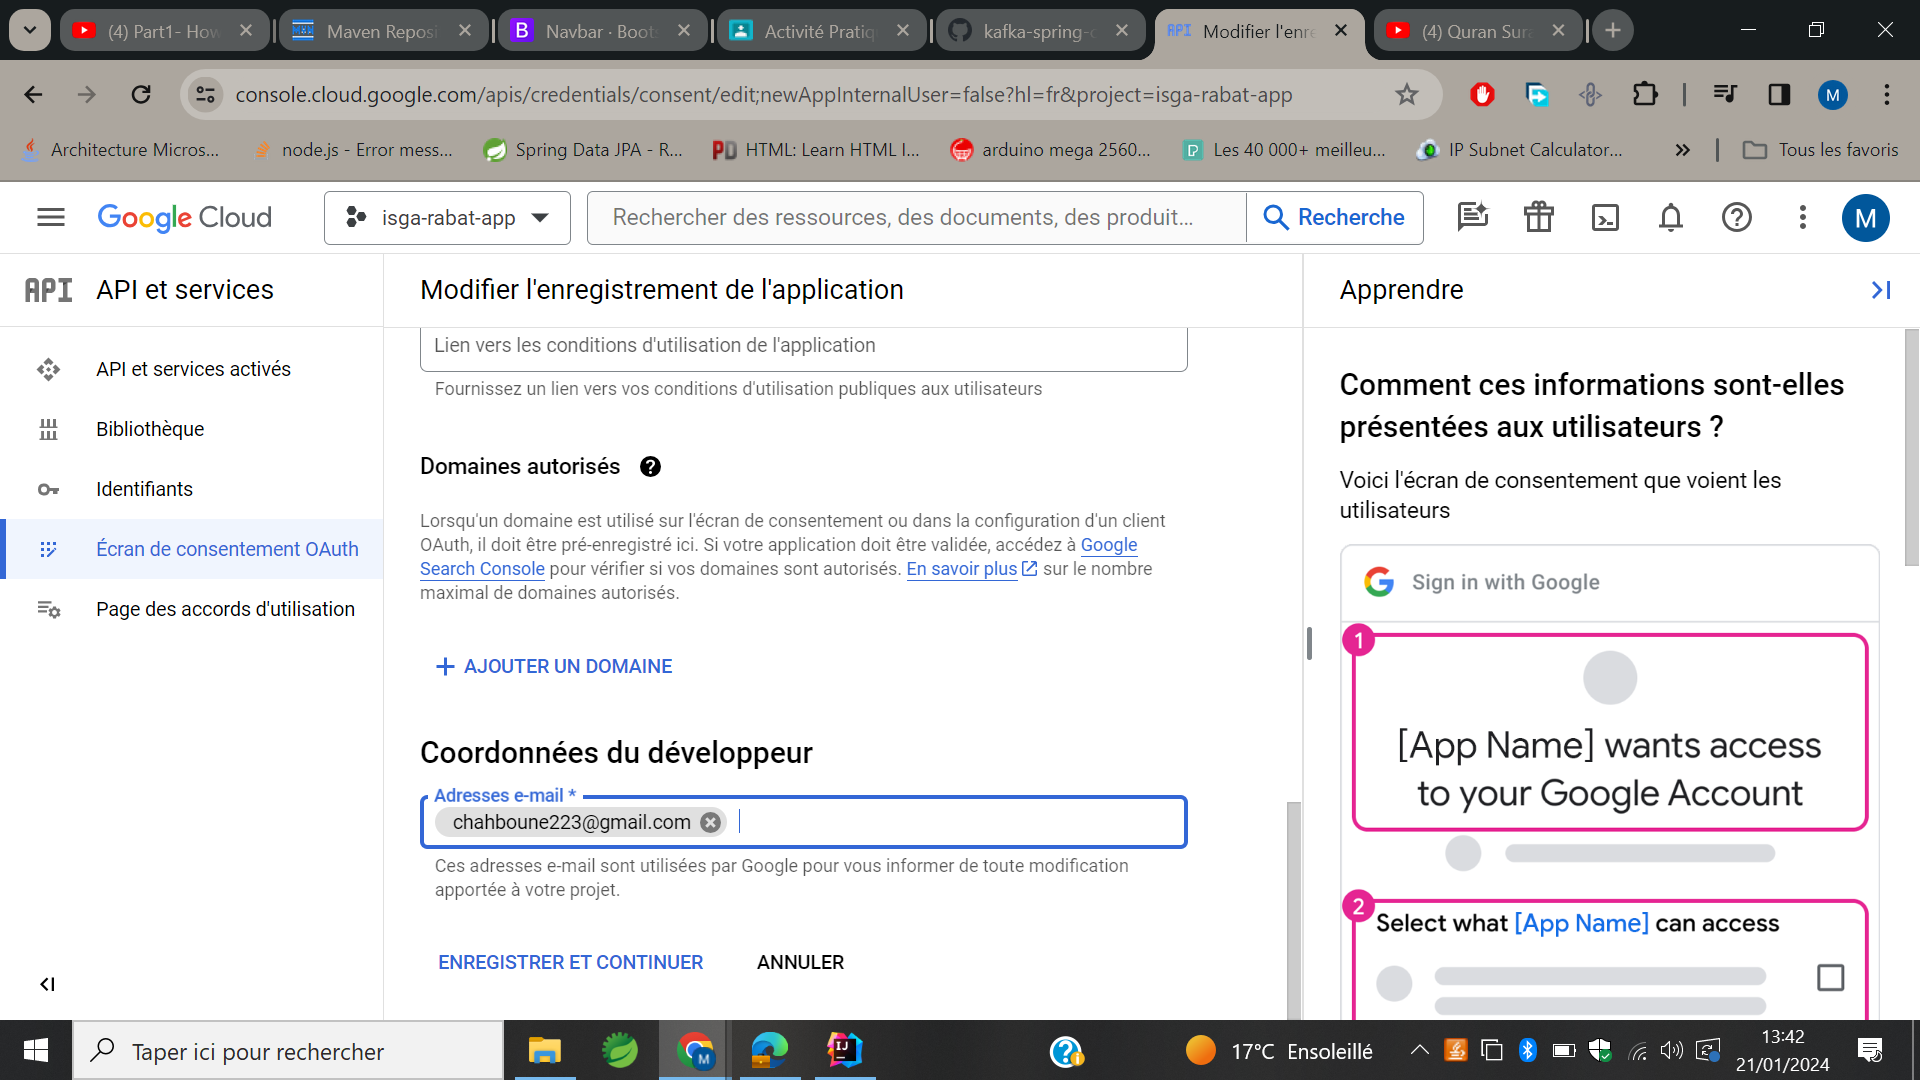 (4) Part1- How
Maven Reposi
Navbar · Boots
Activité Pratiq
kafka-spring-c
Modifier l'enre
(4) Quran Sura
console.cloud.google.com/apis/credentials/consent/edit;newAppInternalUser=false?hl=fr&project=isga-rabat-app
M
Architecture Micros...
node.js - Error mess...
Spring Data JPA - R...
HTML: Learn HTML I...
arduino mega 2560...
Les 40 000+ meilleu...
IP Subnet Calculator...
Tous les favoris
Google Cloud
isga-rabat-app
Rechercher des ressources, des documents, des produit...
Recherche
M
API API et services
API et services activés
Bibliothèque
Identifiants
Écran de consentement OAuth
Page des accords d'utilisation
Modifier l'enregistrement de l'application
Lien vers les conditions d'utilisation de l'application
Fournissez un lien vers vos conditions d'utilisation publiques aux utilisateurs
Domaines autorisés
Lorsqu'un domaine est utilisé sur l'écran de consentement ou dans la configuration d'un client
OAuth, il doit être pré-enregistré ici. Si votre application doit être validée, accédez à Google
Search Console pour vérifier si vos domaines sont autorisés. En savoir plus sur le nombre
maximal de domaines autorisés.
+ AJOUTER UN DOMAINE
Coordonnées du développeur
Adresses e-mail *
chahboune223@gmail.com
Ces adresses e-mail sont utilisées par Google pour vous informer de toute modification
apportée à votre projet.
ENREGISTRER ET CONTINUER
ANNULER
Apprendre
Comment ces informations sont-elles
présentées aux utilisateurs ?
Voici l'écran de consentement que voient les
utilisateurs
Sign in with Google
1
[App Name] wants access
to your Google Account
2
Select what [App Name] can access
Taper ici pour rechercher
17°C Ensoleillé
13:42
21/01/2024